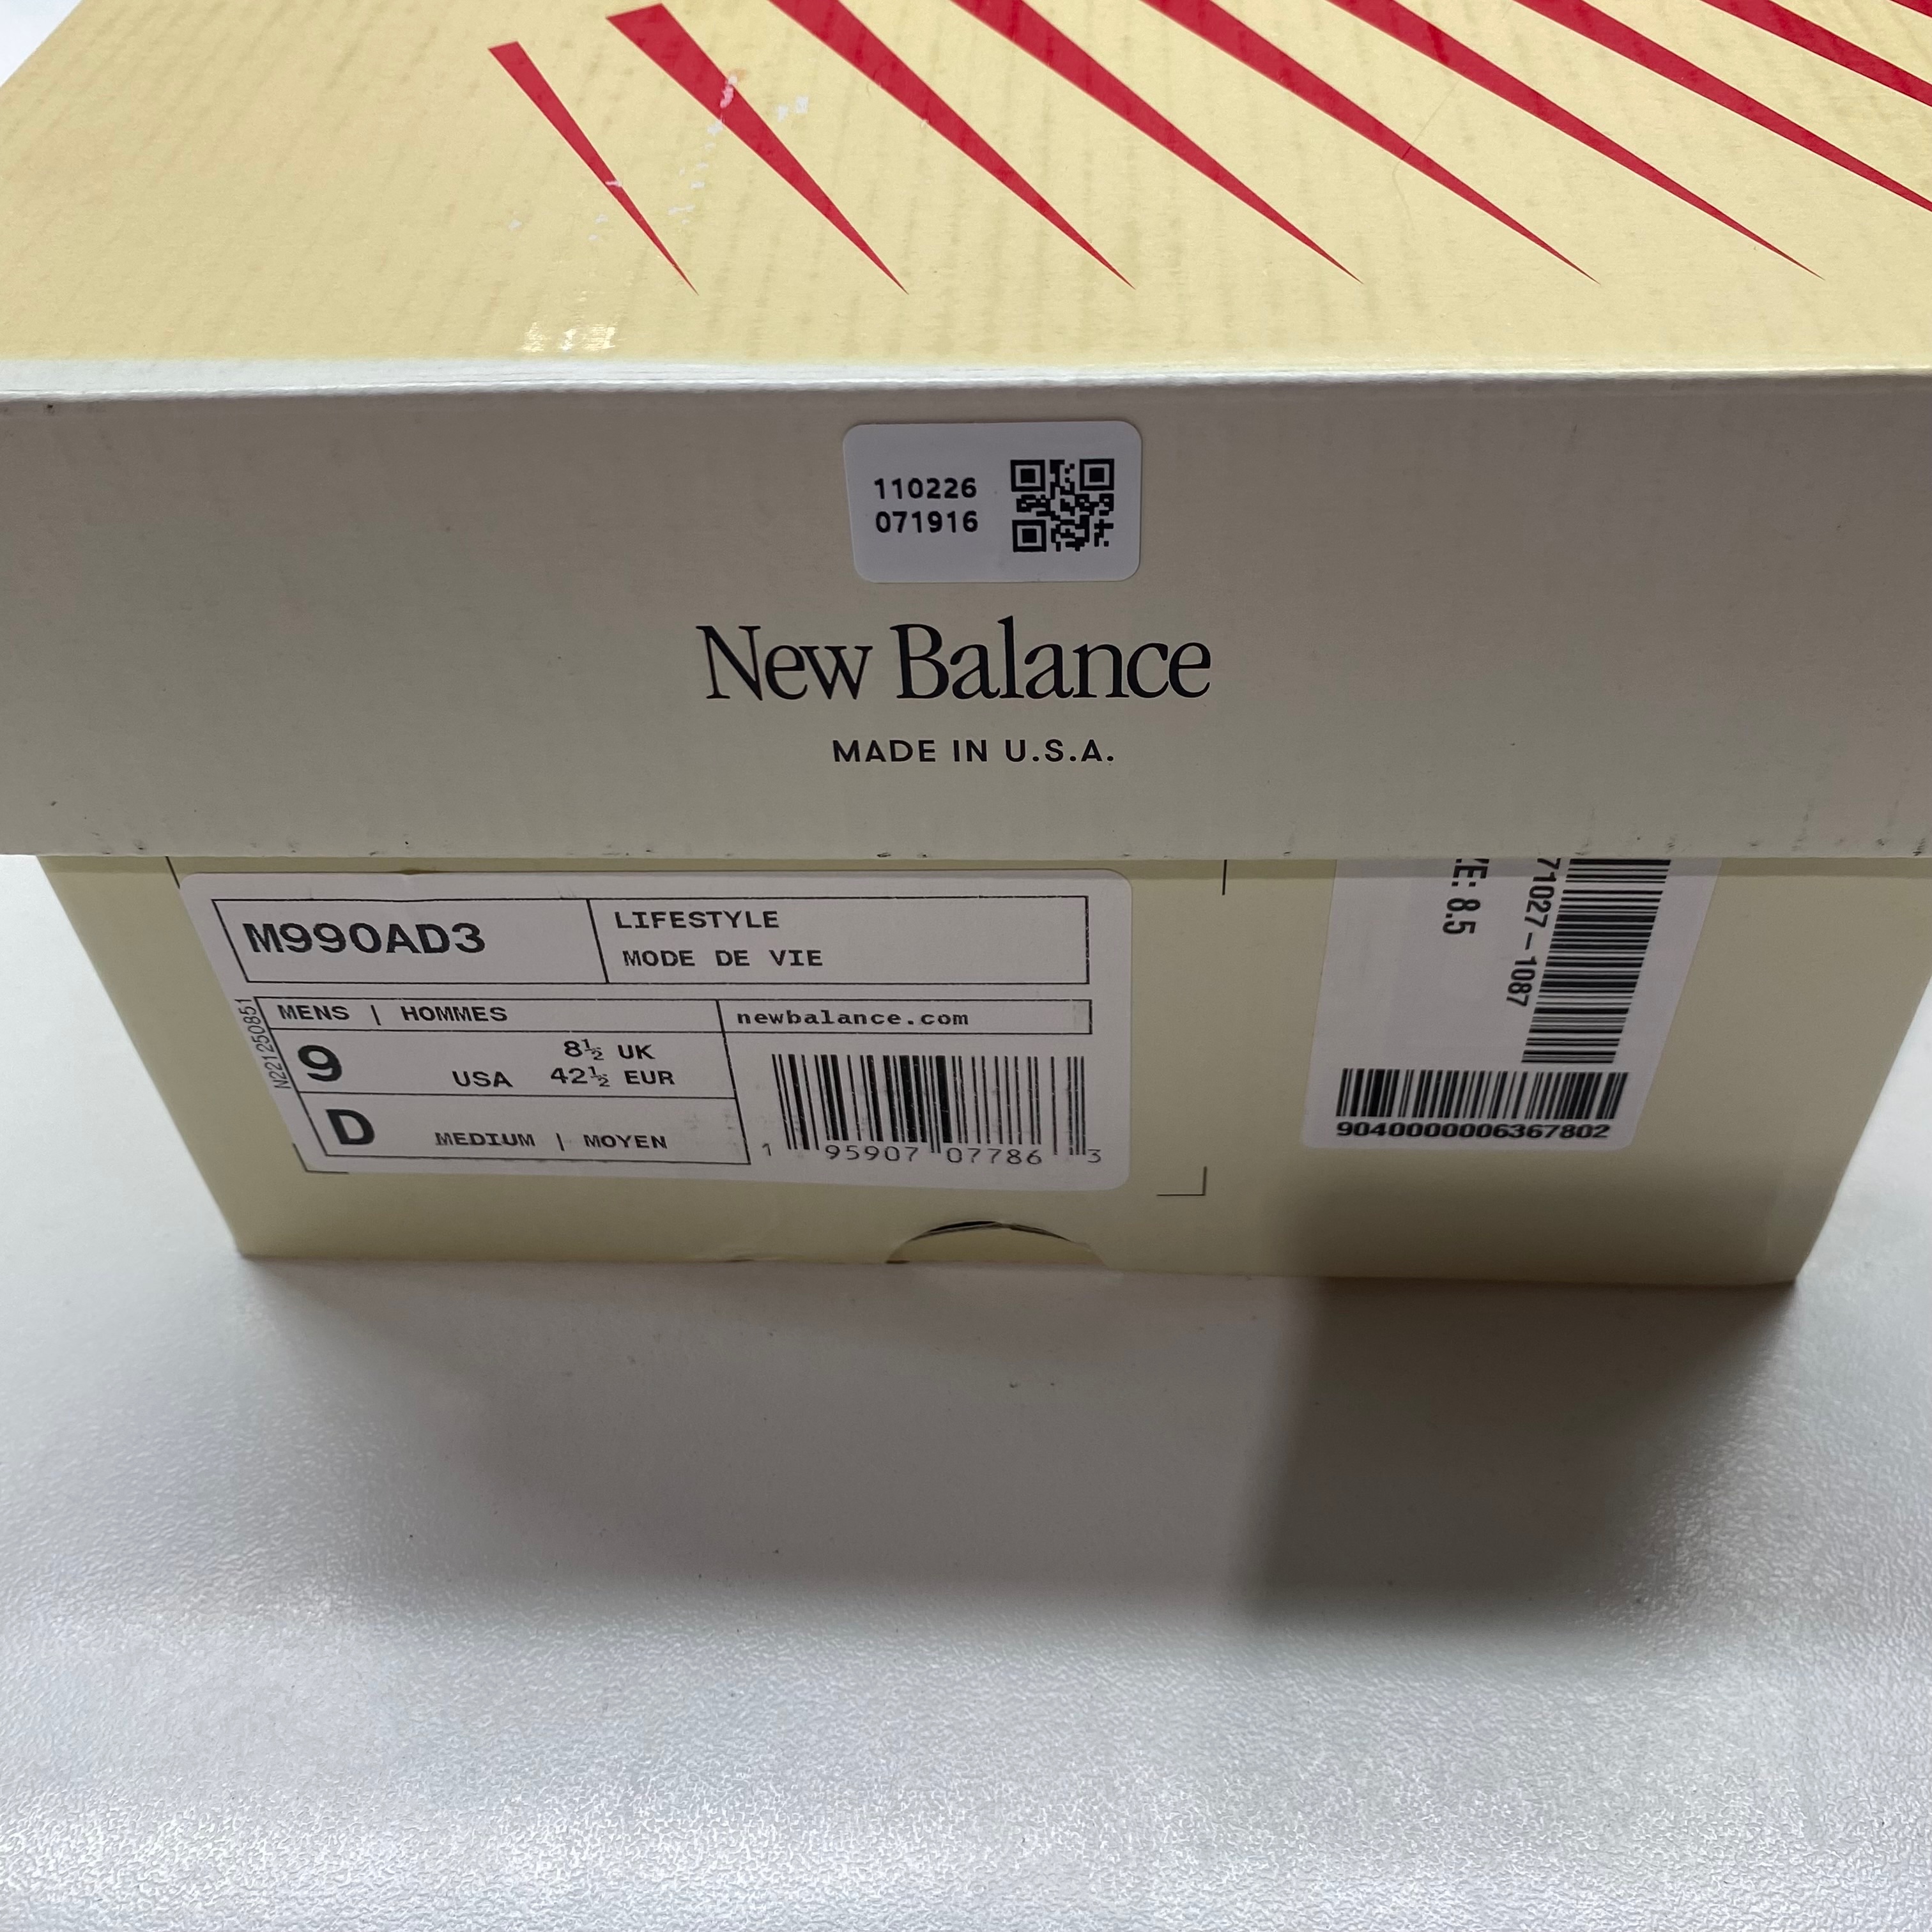 110226
071916
New Balance
MADE IN U.S.A.
M990AD3
LIFESTYLE
MODE DE VIE
MENS | HOMMES
newbalance.com
N221250851
9
USA
8½ UK
42½ EUR
D
MEDIUM | MOYEN
1 95907 07786 3
8.5
71027-1087
9040000006367802